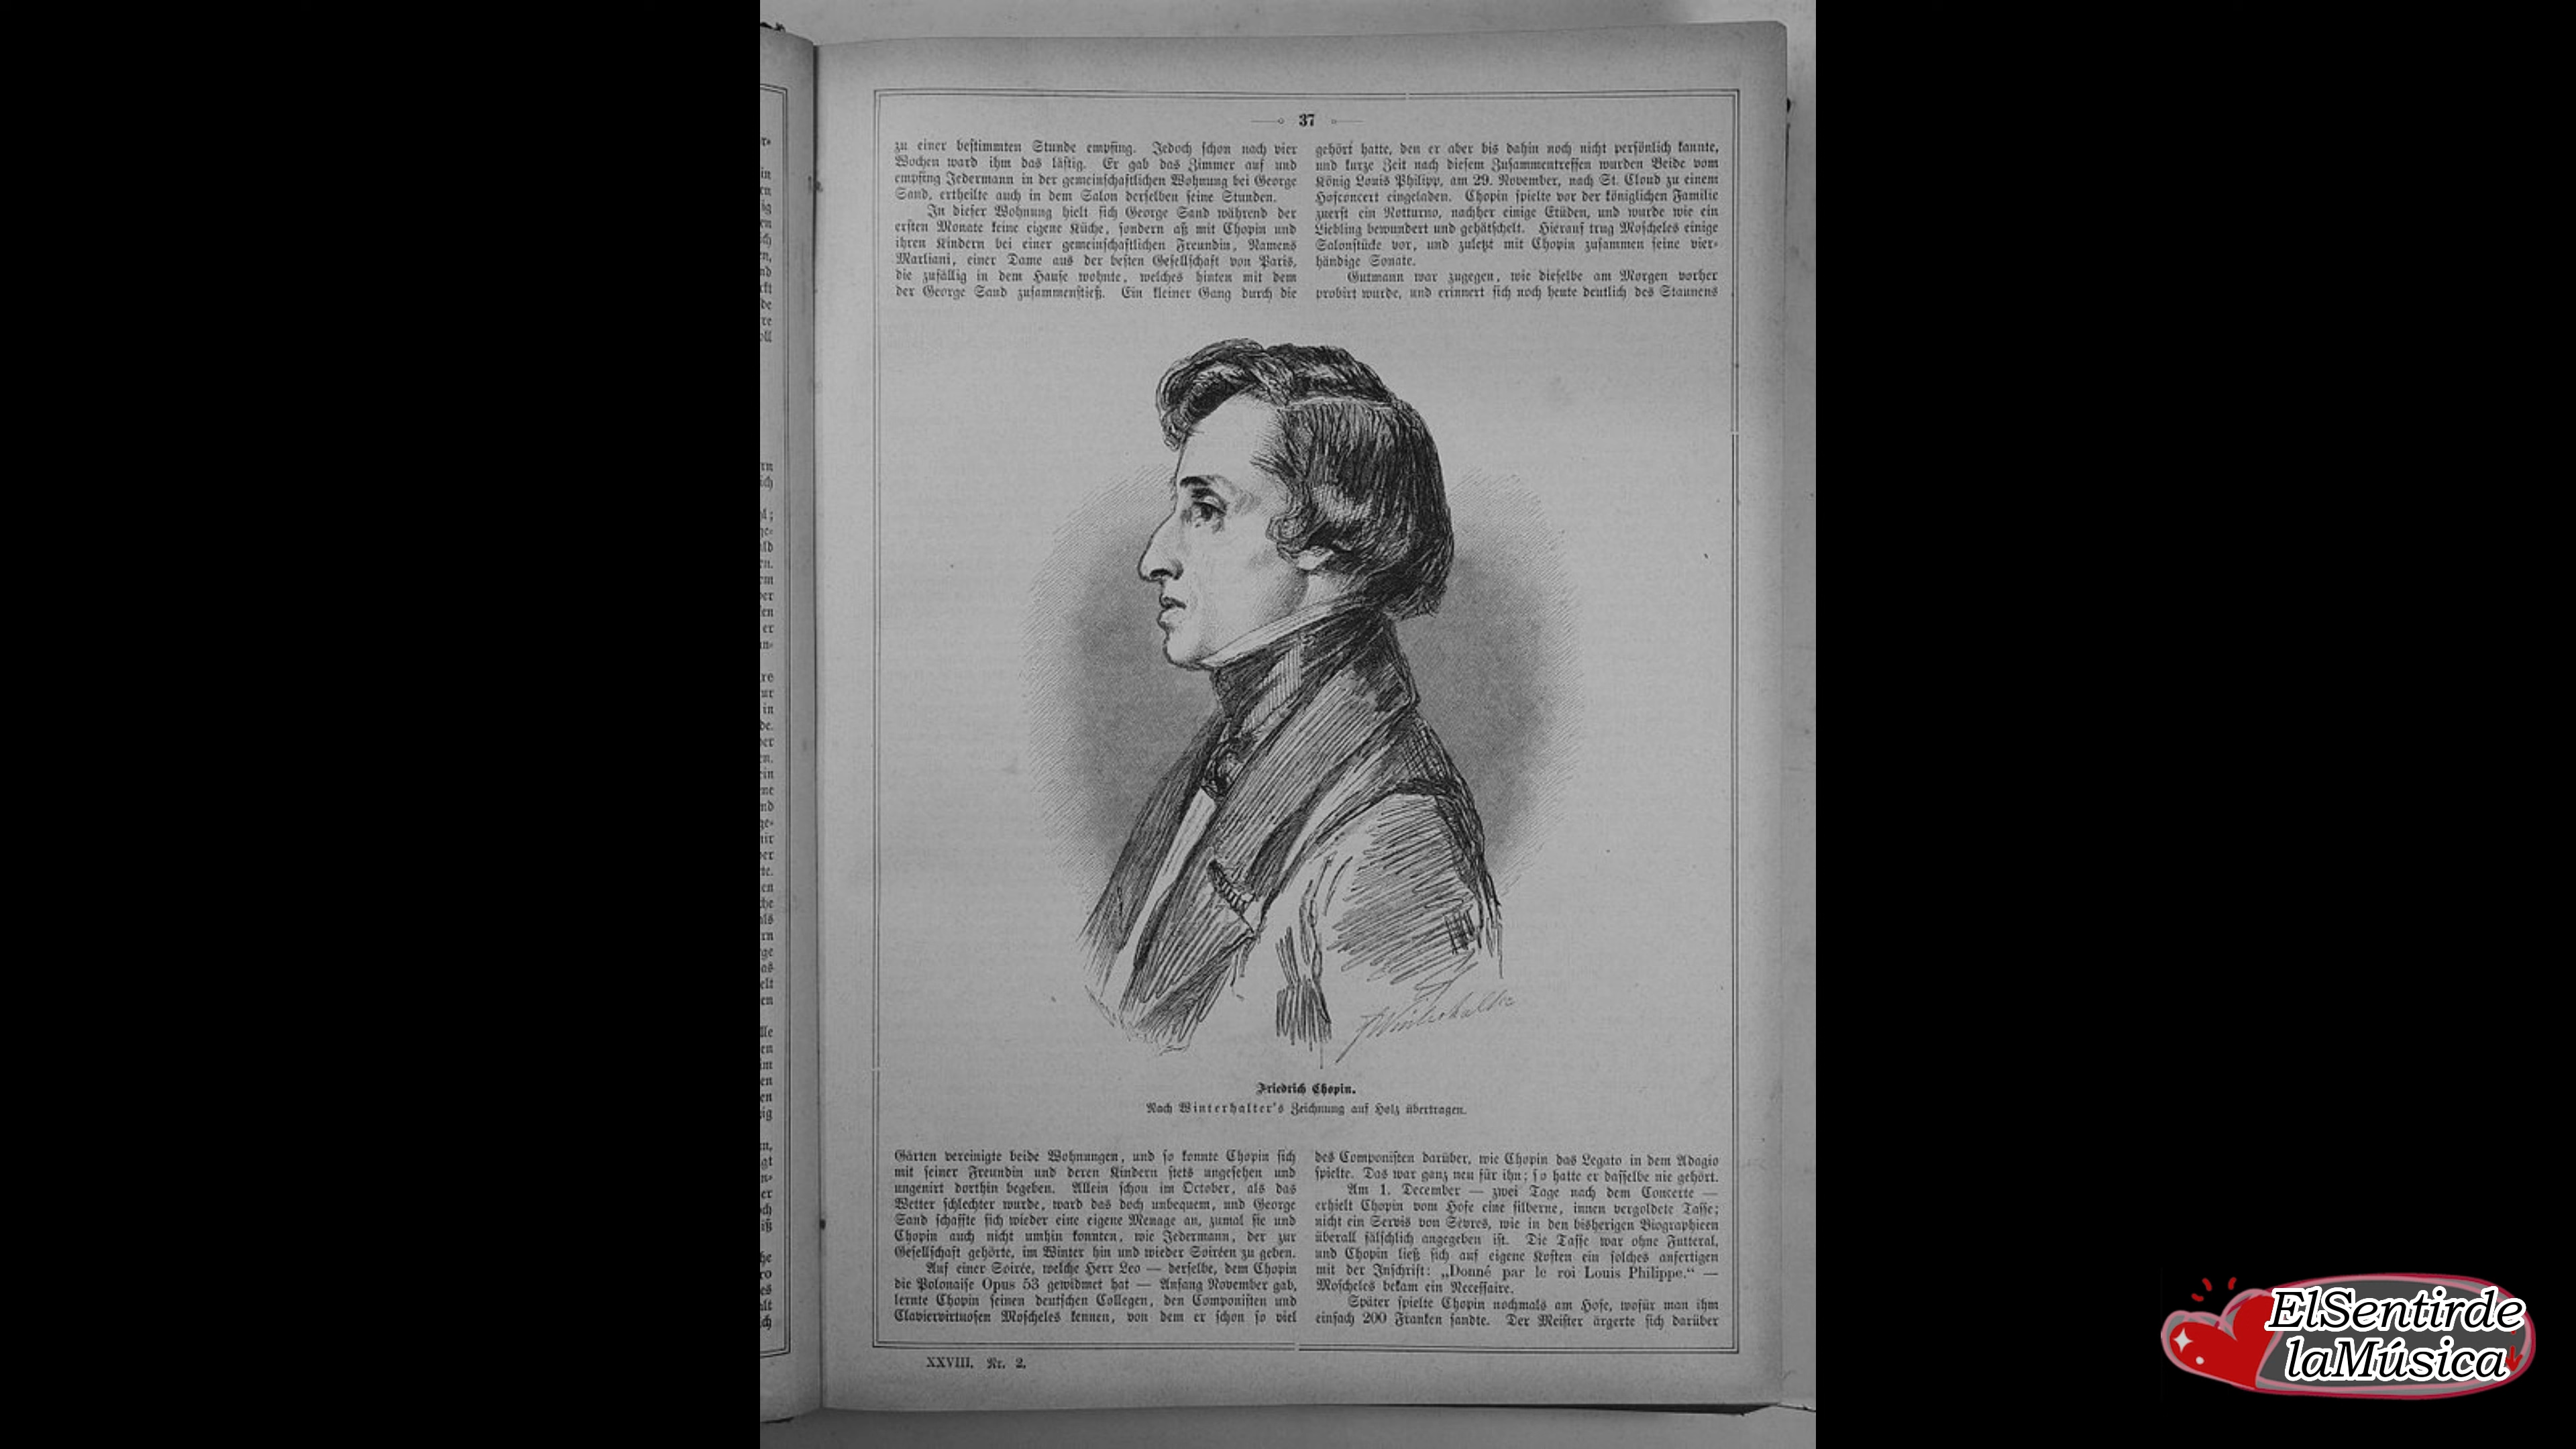 37
zu einer bestimmten Stunde empfing. Jedoch schon nach vier
Wochen ward ihm das lästig. Er gab das Zimmer auf und
empfing Jedermann in der gemeinschaftlichen Wohnung bei George
Sand, ertheilte auch in dem Salon derselben seine Stunden.
In dieser Wohnung hielt sich George Sand während der
ersten Monate keine eigene Küche, sondern aß mit Chopin und
ihren Kindern bei einer gemeinschaftlichen Freundin, Namens
Marliani, einer Dame aus der besten Gesellschaft von Paris,
die zufällig in dem Hause wohnte, welches hinten mit dem
der George Sand zusammenstieß. Ein kleiner Gang durch die
gehört hatte, den er aber bis dahin noch nicht persönlich kannte,
und kurze Zeit nach diesem Zusammentreffen wurden Beide vom
König Louis Philipp, am 29. November, nach St. Cloud zu einem
Hofconcert eingeladen. Chopin spielte vor der königlichen Familie
zuerst ein Notturno, nachher einige Etüden, und wurde wie ein
Liebling bewundert und gehätschelt. Hierauf trug Moscheles einige
Salonstücke vor, und zuletzt mit Chopin zusammen seine vier-
händige Sonate.
Gutmann war zugegen, wie dieselbe am Morgen vorher
probirt wurde, und erinnert sich noch heute deutlich des Staunens
F Winterhalter
Friedrich Chopin.
Nach Winterhalter's Zeichnung auf Holz übertragen.
Gärten vereinigte beide Wohnungen, und so konnte Chopin sich
mit seiner Freundin und deren Kindern stets ungesehen und
ungenirt dorthin begeben. Allein schon im October, als das
Wetter schlechter wurde, ward das doch unbequem, und George
Sand schaffte sich wieder eine eigene Menage an, zumal sie und
Chopin auch nicht umhin konnten, wie Jedermann, der zur
Gesellschaft gehörte, im Winter hin und wieder Soiréen zu geben.
Auf einer Soirée, welche Herr Leo — derselbe, dem Chopin
die Polonaise Opus 53 gewidmet hat — Anfang November gab,
lernte Chopin seinen deutschen Collegen, den Componisten und
Claviervirtuosen Moscheles kennen, von dem er schon so viel
des Componisten darüber, wie Chopin das Legato in dem Adagio
spielte. Das war ganz neu für ihn; so hatte er dasselbe nie gehört.
Am 1. December — zwei Tage nach dem Concerte —
erhielt Chopin vom Hofe eine silberne, innen vergoldete Tasse;
nicht ein Servis von Sèvres, wie in den bisherigen Biographieen
überall fälschlich angegeben ist. Die Tasse war ohne Futteral,
und Chopin ließ sich auf eigene Kosten ein solches anfertigen
mit der Inschrift: „Donné par le roi Louis Philippe.“ —
Moscheles bekam ein Necessaire.
Später spielte Chopin nochmals am Hofe, wofür man ihm
einfach 200 Franken sandte. Der Meister ärgerte sich darüber
XXVIII. Nr. 2.
ElSentirde
laMúsica